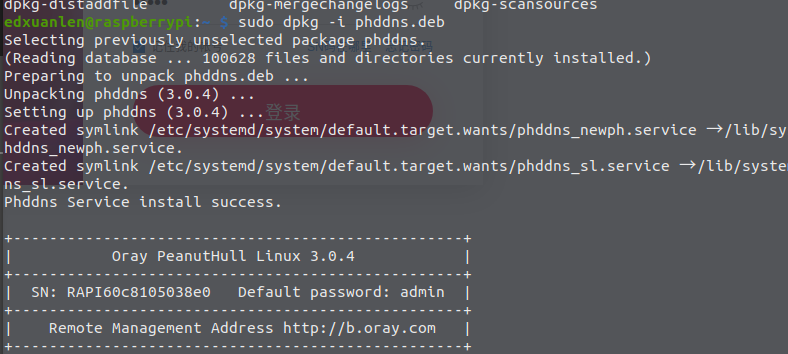 dpkg-distaddfile dpkg-mergechangelogs dpkg-scansources
edxuanlen@raspberrypi:~ $ sudo dpkg -i phddns.deb
Selecting previously unselected package phddns.
(Reading database ... 100628 files and directories currently installed.)
Preparing to unpack phddns.deb ...
Unpacking phddns (3.0.4) ...
Setting up phddns (3.0.4) ...
登录
Created symlink /etc/systemd/system/default.target.wants/phddns_newph.service →/lib/sy
hddns_newph.service.
Created symlink /etc/systemd/system/default.target.wants/phddns_sl.service →/lib/syste
ns_sl.service.
Phddns Service install success.
+--------------------------------------------------+
| Oray PeanutHull Linux 3.0.4 |
+--------------------------------------------------+
| SN: RAPI60c8105038e0 Default password: admin |
+--------------------------------------------------+
| Remote Management Address http://b.oray.com |
+--------------------------------------------------+